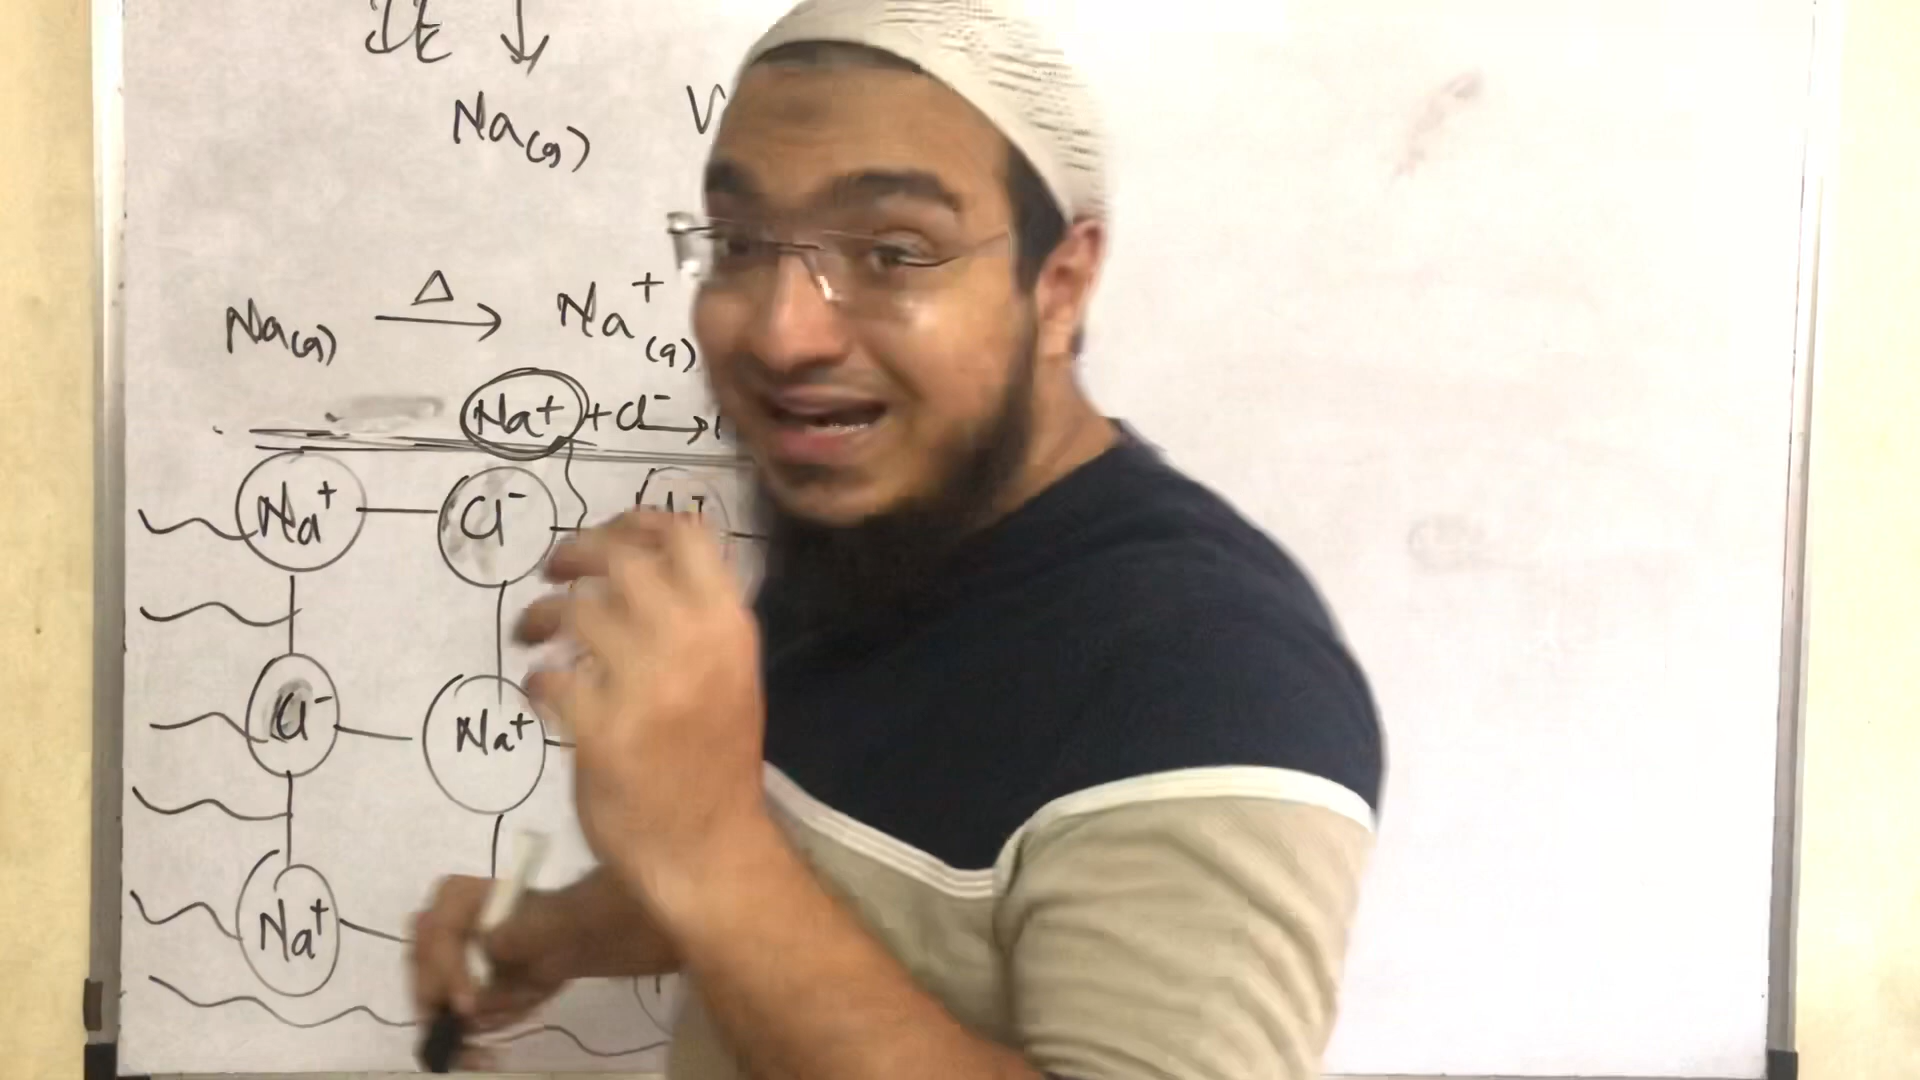 IE ↓
Na(g)
Na(g) Δ→ Na+(g)
Na+ + Cl- →
Na+ — Cl- —
Cl- — Na+ —
Na+ —